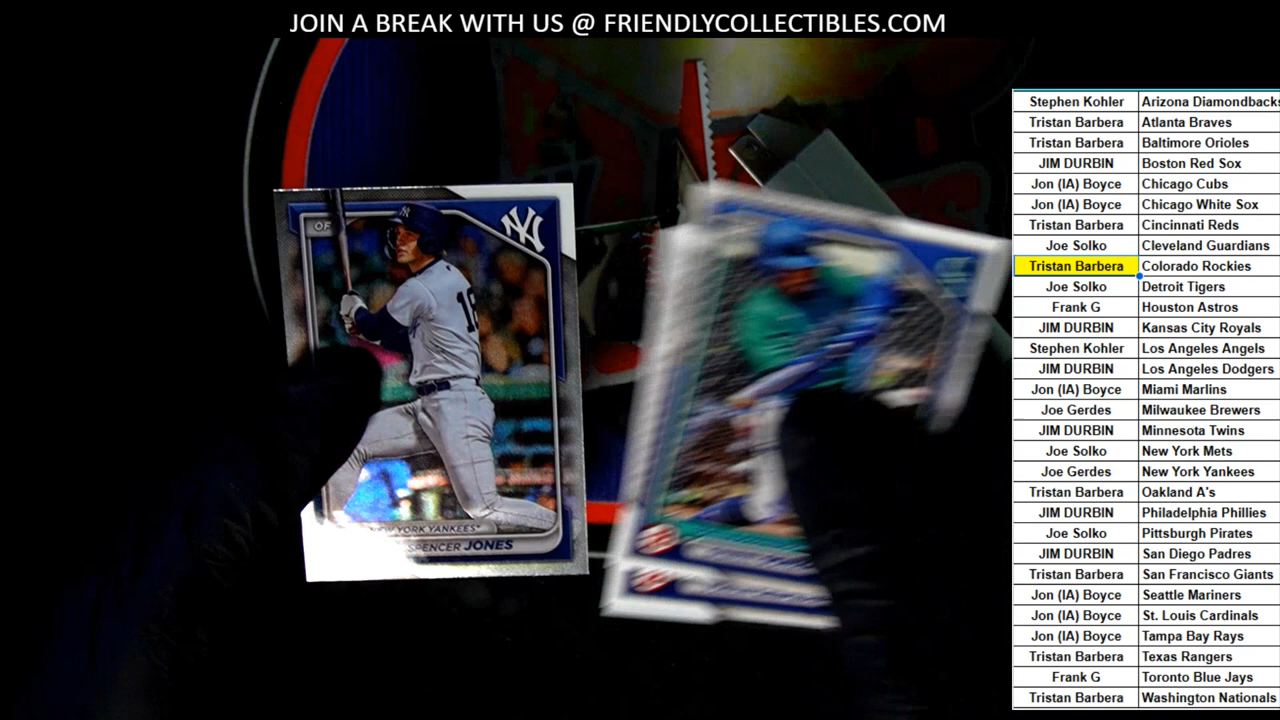 JOIN A BREAK WITH US @ FRIENDLYCOLLECTIBLES.COM
OF
NY
18
NEW YORK YANKEES
SPENCER JONES
Stephen Kohler Arizona Diamondbacks
Tristan Barbera Atlanta Braves
Tristan Barbera Baltimore Orioles
JIM DURBIN Boston Red Sox
Jon (IA) Boyce Chicago Cubs
Jon (IA) Boyce Chicago White Sox
Tristan Barbera Cincinnati Reds
Joe Solko Cleveland Guardians
Tristan Barbera Colorado Rockies
Joe Solko Detroit Tigers
Frank G Houston Astros
JIM DURBIN Kansas City Royals
Stephen Kohler Los Angeles Angels
JIM DURBIN Los Angeles Dodgers
Jon (IA) Boyce Miami Marlins
Joe Gerdes Milwaukee Brewers
JIM DURBIN Minnesota Twins
Joe Solko New York Mets
Joe Gerdes New York Yankees
Tristan Barbera Oakland A's
JIM DURBIN Philadelphia Phillies
Joe Solko Pittsburgh Pirates
JIM DURBIN San Diego Padres
Tristan Barbera San Francisco Giants
Jon (IA) Boyce Seattle Mariners
Jon (IA) Boyce St. Louis Cardinals
Jon (IA) Boyce Tampa Bay Rays
Tristan Barbera Texas Rangers
Frank G Toronto Blue Jays
Tristan Barbera Washington Nationals